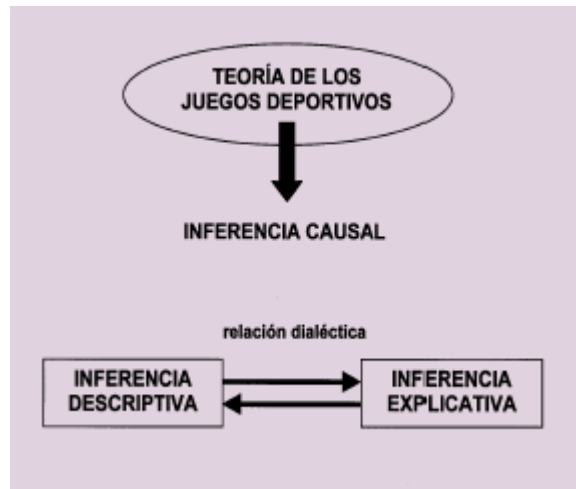 TEORÍA DE LOS
JUEGOS DEPORTIVOS
INFERENCIA CAUSAL
relación dialéctica
INFERENCIA
DESCRIPTIVA
INFERENCIA
EXPLICATIVA